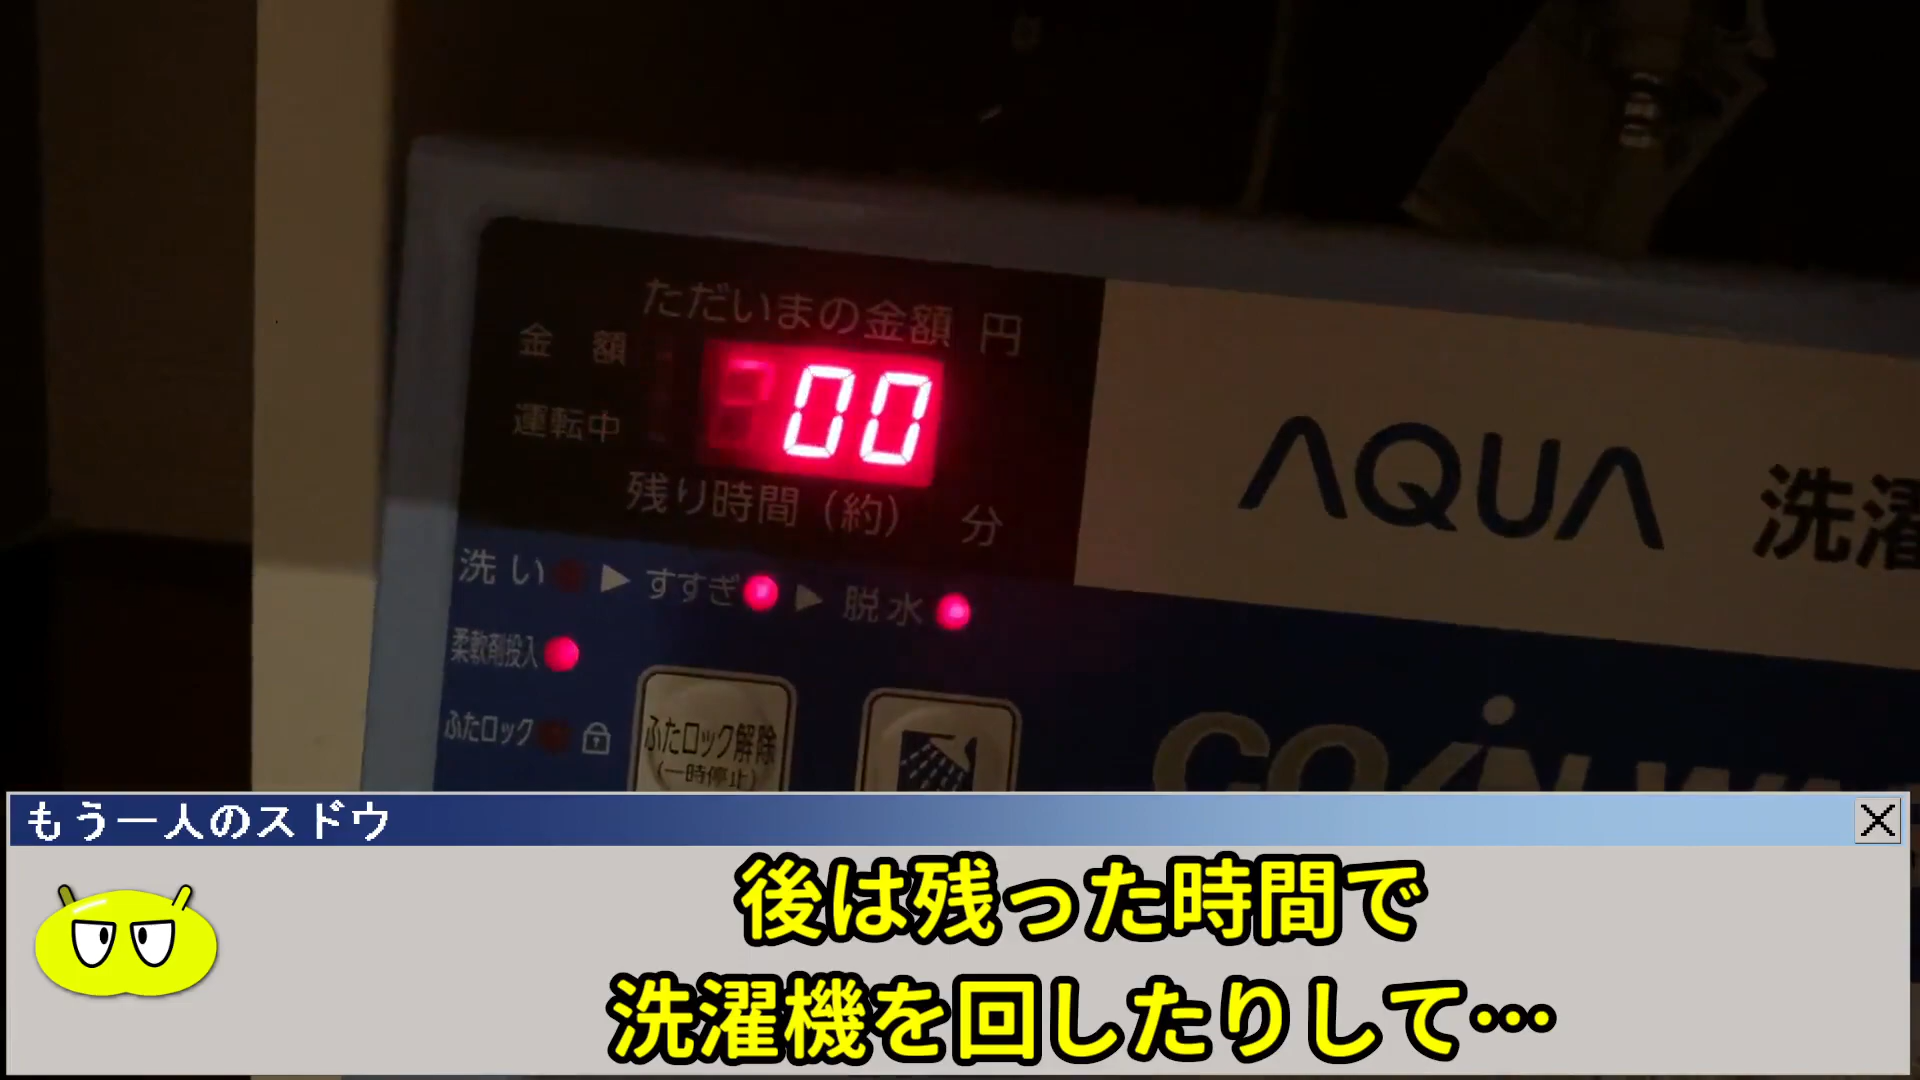 ただいまの金額 円
金 額
00
運転中
残り時間（約） 分
AQUA 洗濯
洗い ▶ すすぎ ▶ 脱水
柔軟剤投入
ふたロック
ふたロック解除
（一時停止）
COiN WA
もう一人のスドウ
後は残った時間で
洗濯機を回したりして…